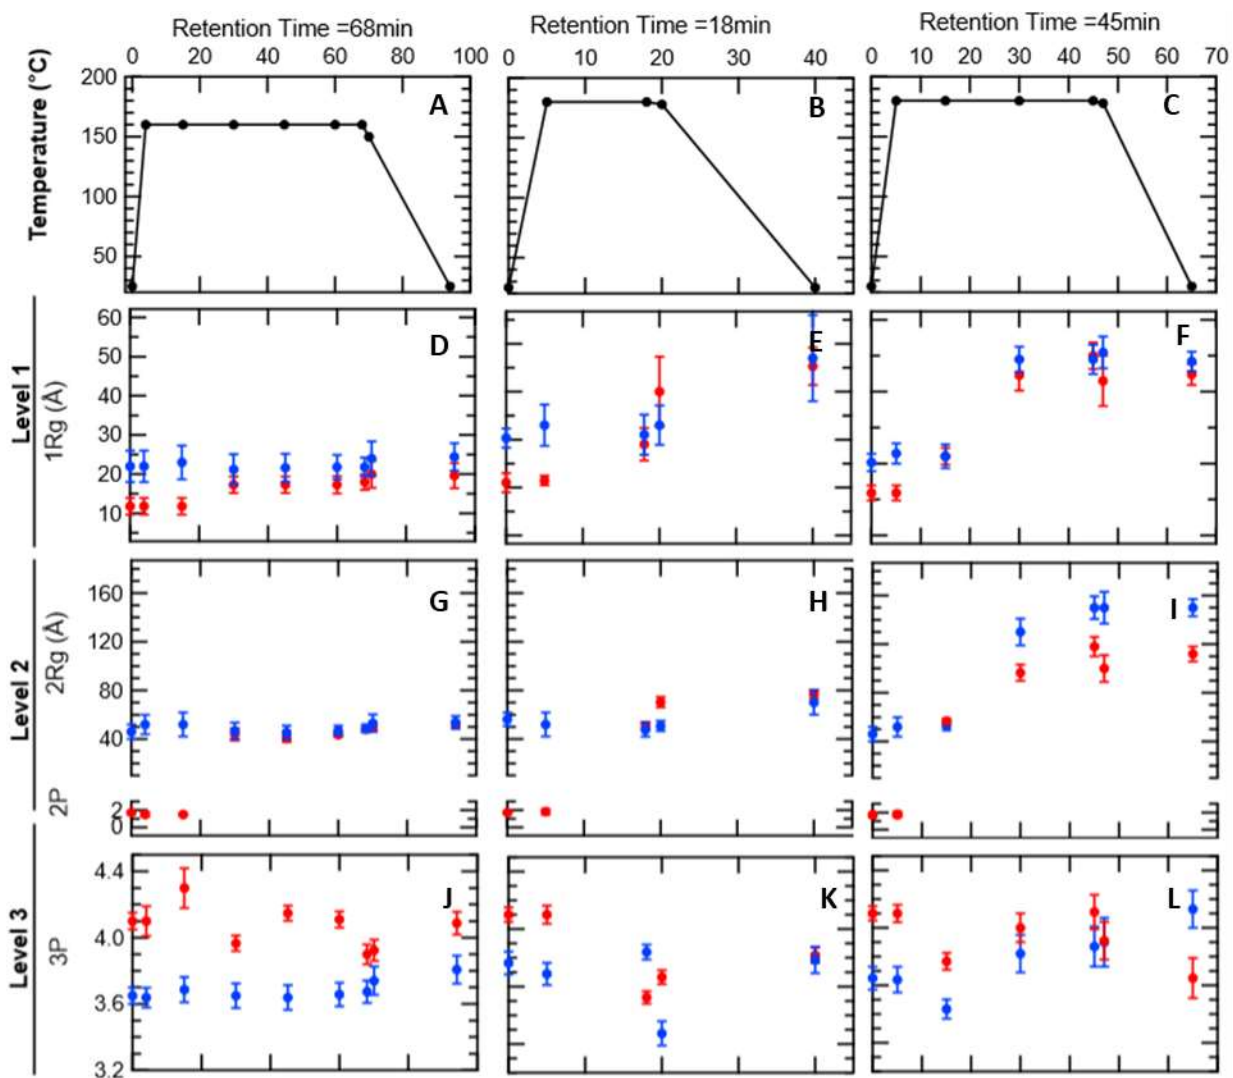 Retention Time =68min
Retention Time =18min
Retention Time =45min
0 20 40 60 80 100
0 10 20 30 40
0 10 20 30 40 50 60 70
Temperature (°C)
200
150
100
50
A
B
C
Level 1
1Rg (Å)
60
50
40
30
20
10
D
E
F
Level 2
2Rg (Å)
160
120
80
40
G
H
I
2P
2
0
Level 3
3P
4.4
4.0
3.6
3.2
J
K
L